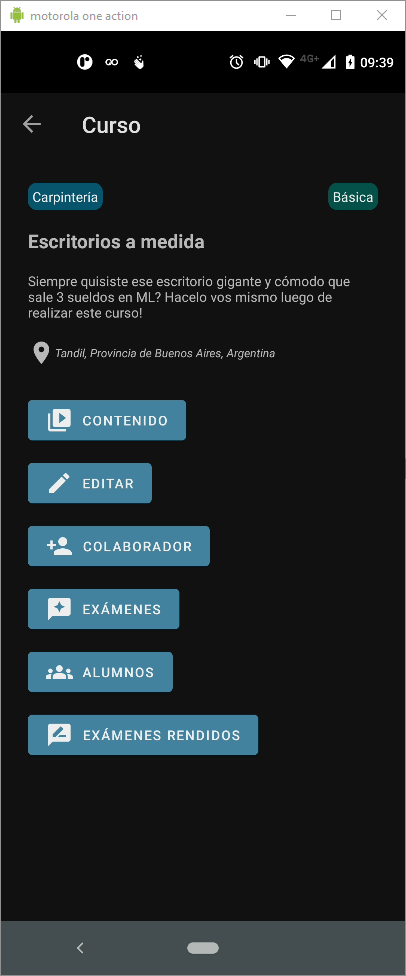 motorola one action
4G+ 09:39
Curso
Carpintería Básica
Escritorios a medida
Siempre quisiste ese escritorio gigante y cómodo que
sale 3 sueldos en ML? Hacelo vos mismo luego de
realizar este curso!
Tandil, Provincia de Buenos Aires, Argentina
CONTENIDO
EDITAR
COLABORADOR
EXÁMENES
ALUMNOS
EXÁMENES RENDIDOS